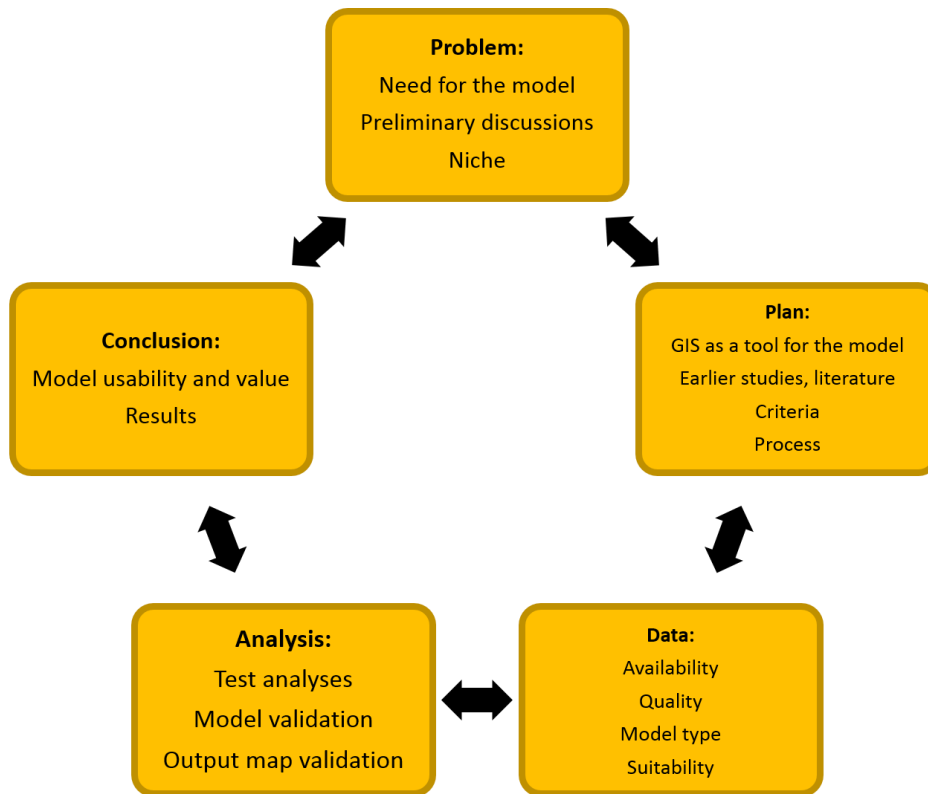 Problem:
Need for the model
Preliminary discussions
Niche
Plan:
GIS as a tool for the model
Earlier studies, literature
Criteria
Process
Data:
Availability
Quality
Model type
Suitability
Analysis:
Test analyses
Model validation
Output map validation
Conclusion:
Model usability and value
Results